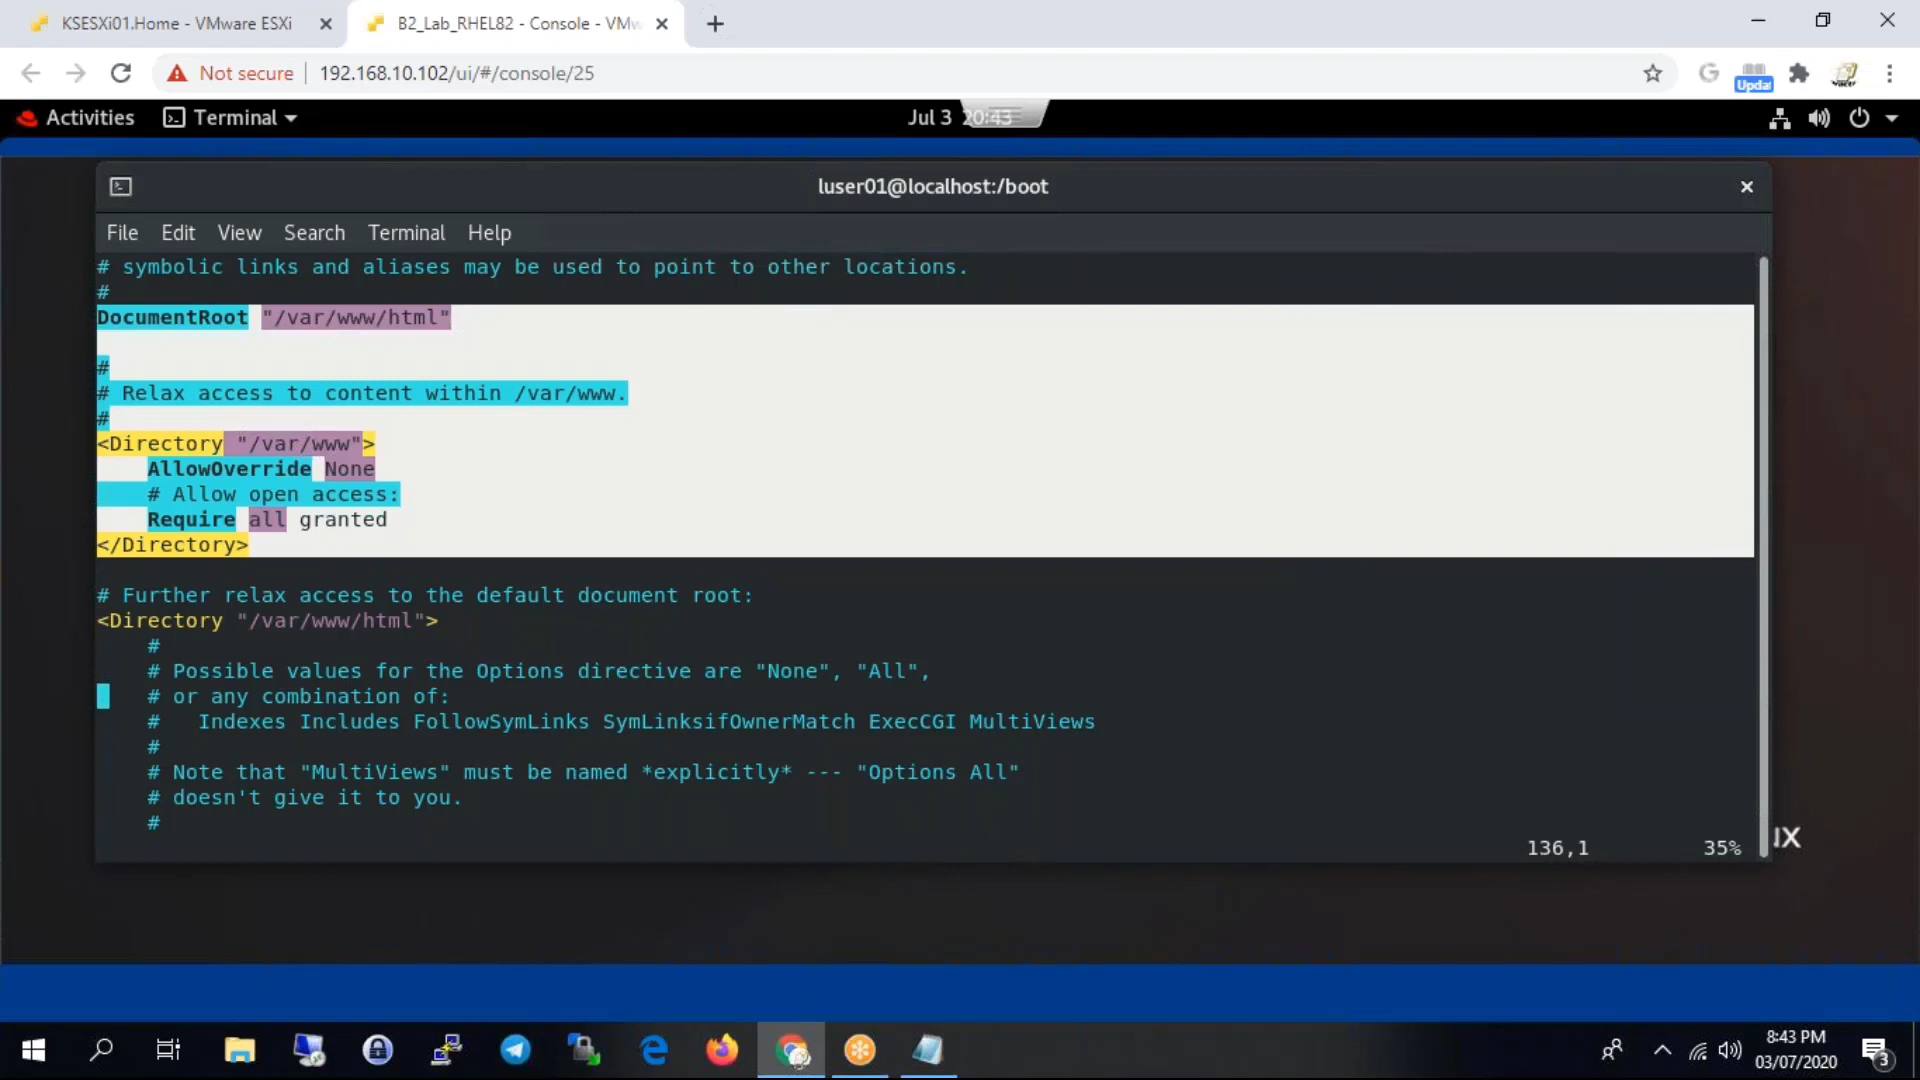 KSESXi01.Home - VMware ESXi
B2_Lab_RHEL82 - Console - VMw
Not secure
192.168.10.102/ui/#/console/25
Updat
Activities
Terminal
Jul 3 20:43
luser01@localhost:/boot
File Edit View Search Terminal Help
# symbolic links and aliases may be used to point to other locations.
#
DocumentRoot "/var/www/html"
#
# Relax access to content within /var/www.
#
<Directory "/var/www">
AllowOverride None
# Allow open access:
Require all granted
</Directory>
# Further relax access to the default document root:
<Directory "/var/www/html">
#
# Possible values for the Options directive are "None", "All",
# or any combination of:
#   Indexes Includes FollowSymLinks SymLinksifOwnerMatch ExecCGI MultiViews
#
# Note that "MultiViews" must be named *explicitly* --- "Options All"
# doesn't give it to you.
#
136,1 35%
IX
8:43 PM
03/07/2020
3